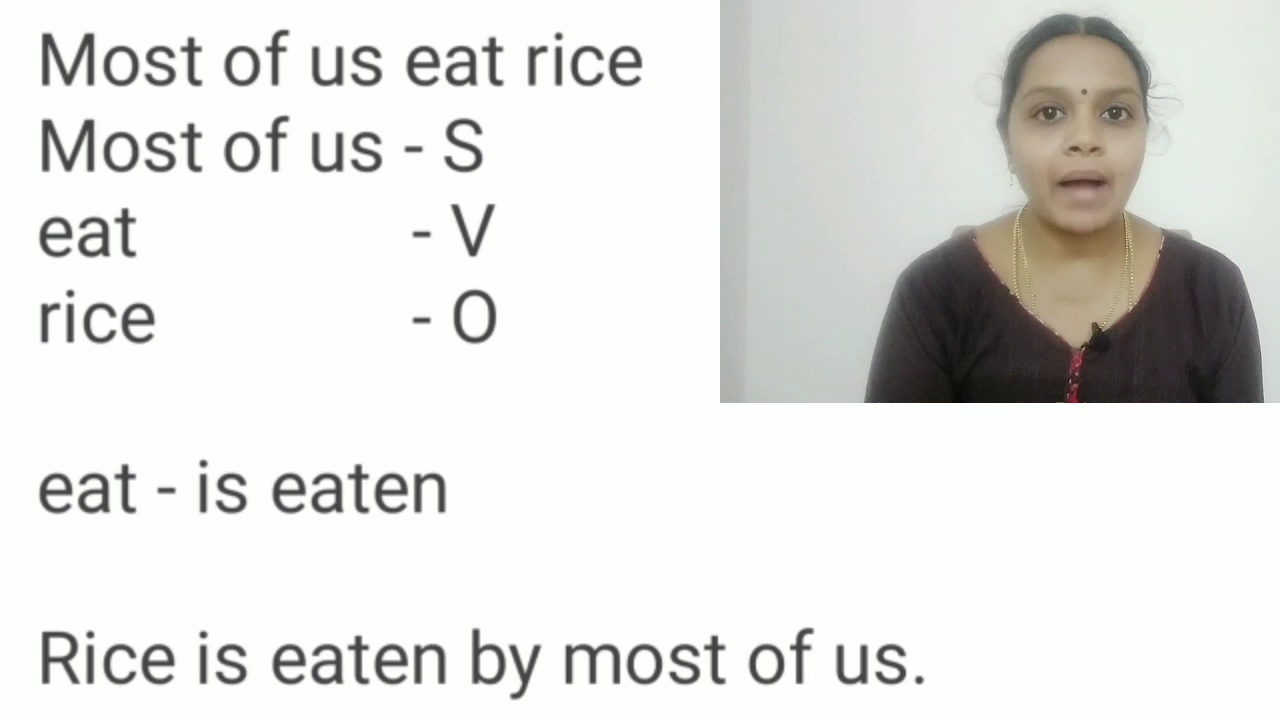 Most of us eat rice
Most of us - S
eat - V
rice - O
eat - is eaten
Rice is eaten by most of us.